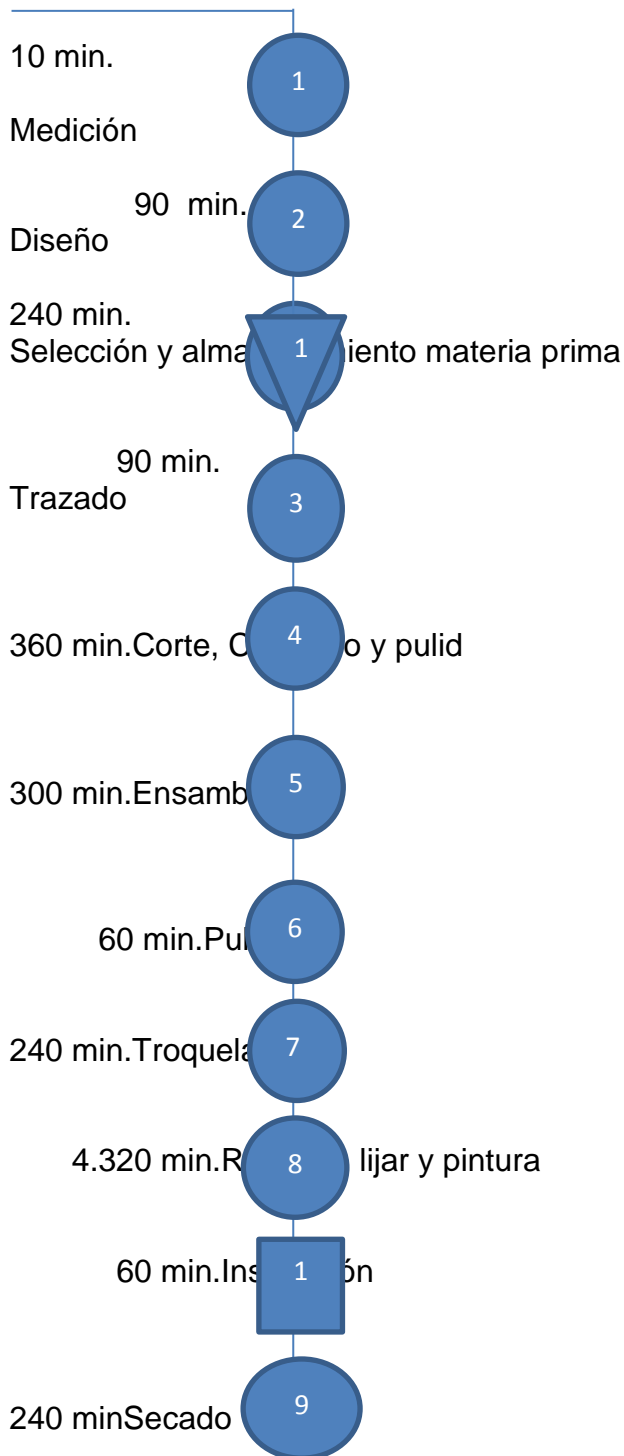 10 min.
1
Medición
90 min.
2
Diseño
240 min.
Selección y alma 1 iento materia prima
90 min.
Trazado
3
360 min.Corte, C 4 o y pulid
300 min.Ensamb 5
60 min.Pul 6
240 min.Troquela 7
4.320 min.R 8 lijar y pintura
60 min.Ins 1 ón
240 minSecado 9